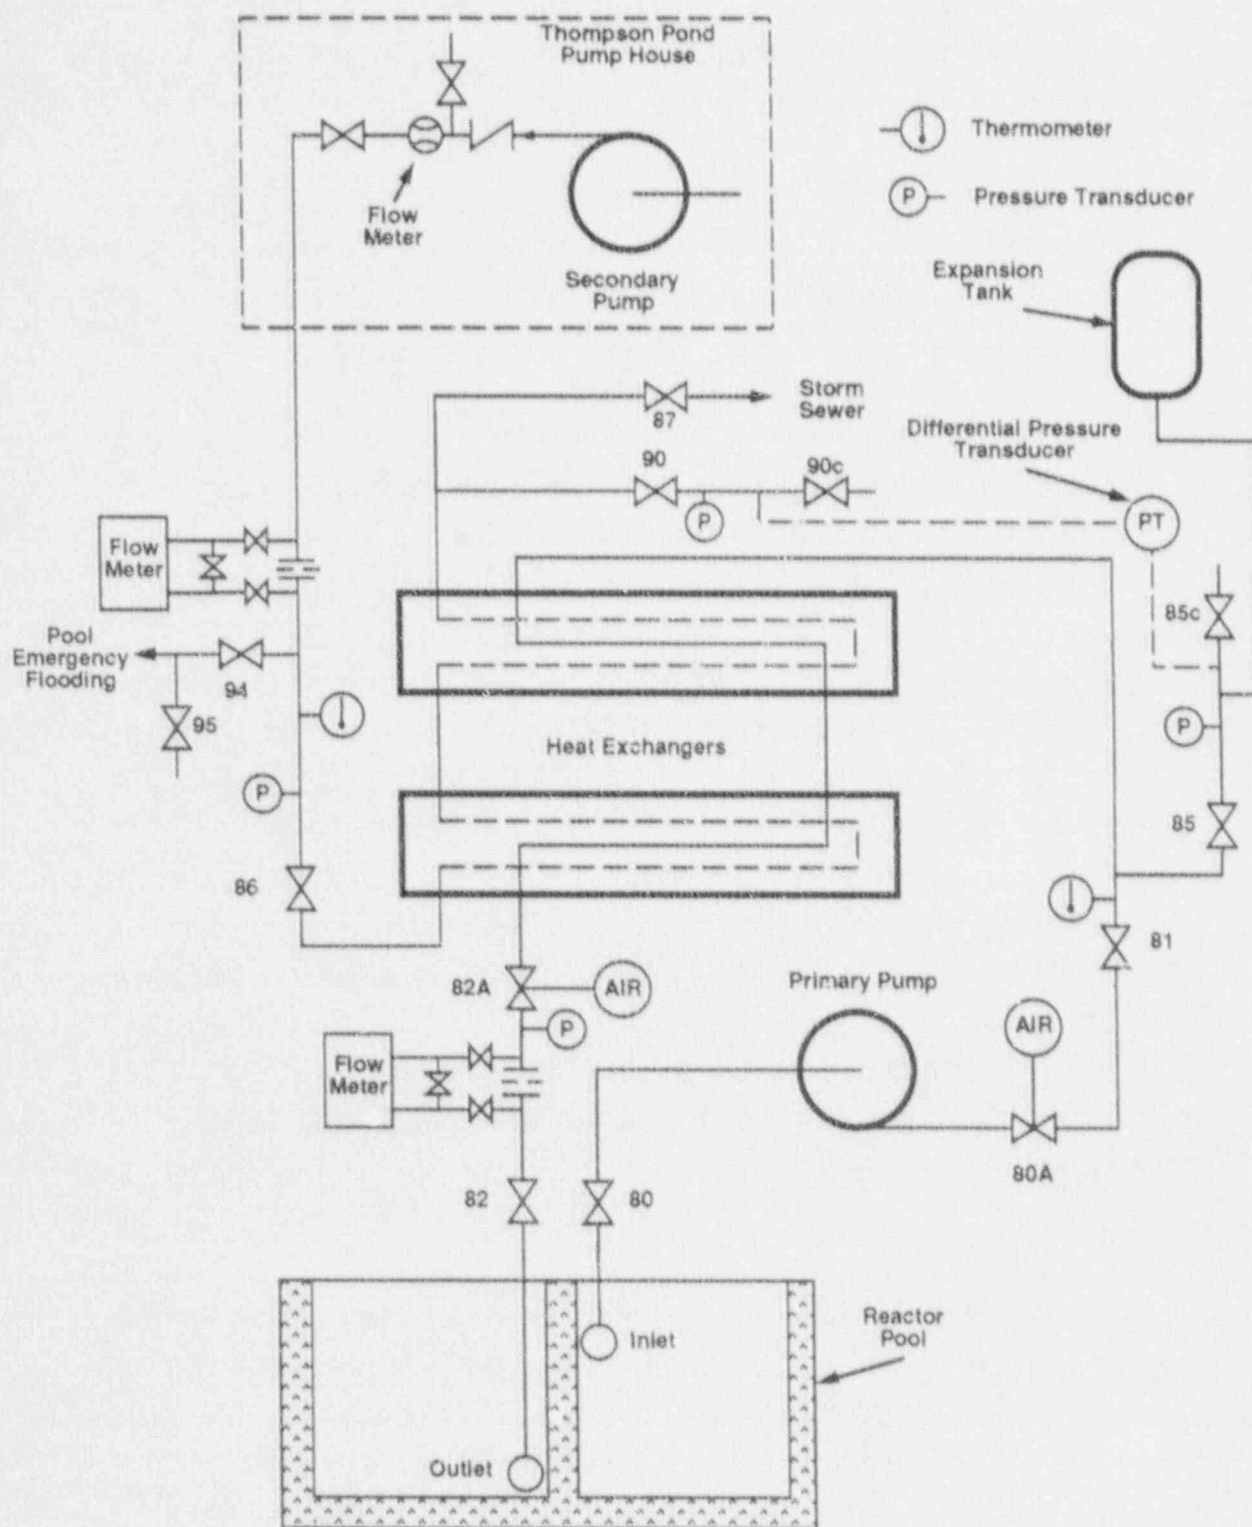 Thompson Pond
Pump House
Flow
Meter
Secondary
Pump
Thermometer
P
Pressure Transducer
Expansion
Tank
Storm
Sewer
87
Differential Pressure
Transducer
90
90c
P
PT
Flow
Meter
85c
Pool
Emergency
Flooding
94
95
P
Heat Exchangers
P
85
86
81
82A
AIR
Primary Pump
P
AIR
Flow
Meter
80A
82
80
Reactor
Pool
Inlet
Outlet